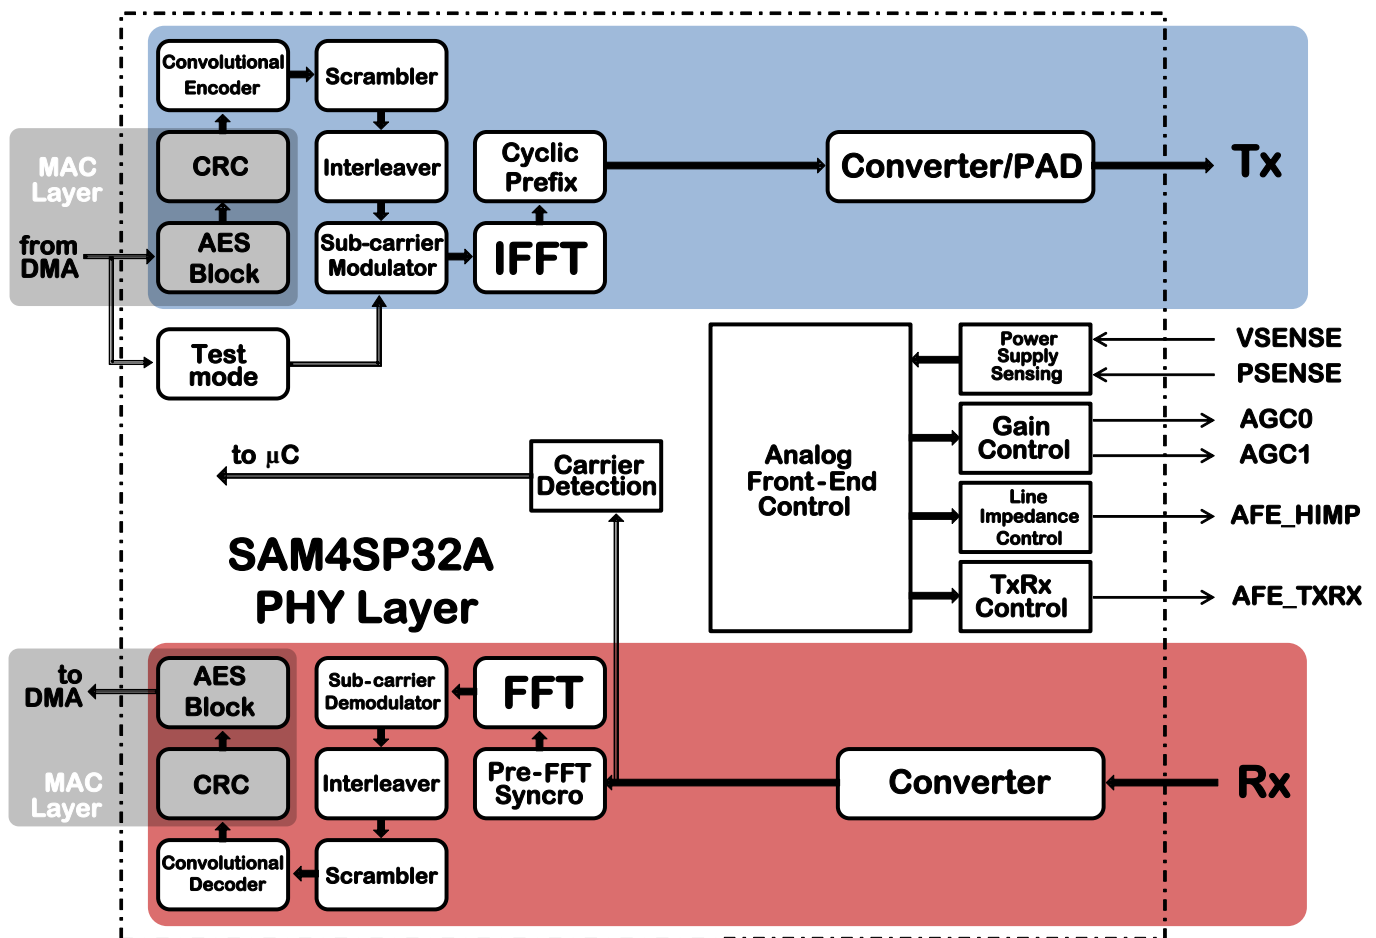 Convolutional
Encoder
Scrambler
MAC
Layer
CRC
Interleaver
Cyclic
Prefix
Converter/PAD
Tx
from
DMA
AES
Block
Sub-carrier
Modulator
IFFT
Test
mode
Power
Supply
Sensing
VSENSE
PSENSE
Analog
Front-End
Control
Gain
Control
AGC0
AGC1
to μC
Carrier
Detection
Line
Impedance
Control
AFE_HIMP
SAM4SP32A
PHY Layer
TxRx
Control
AFE_TXRX
to
DMA
AES
Block
Sub-carrier
Demodulator
FFT
MAC
Layer
CRC
Interleaver
Pre-FFT
Syncro
Converter
Rx
Convolutional
Decoder
Scrambler